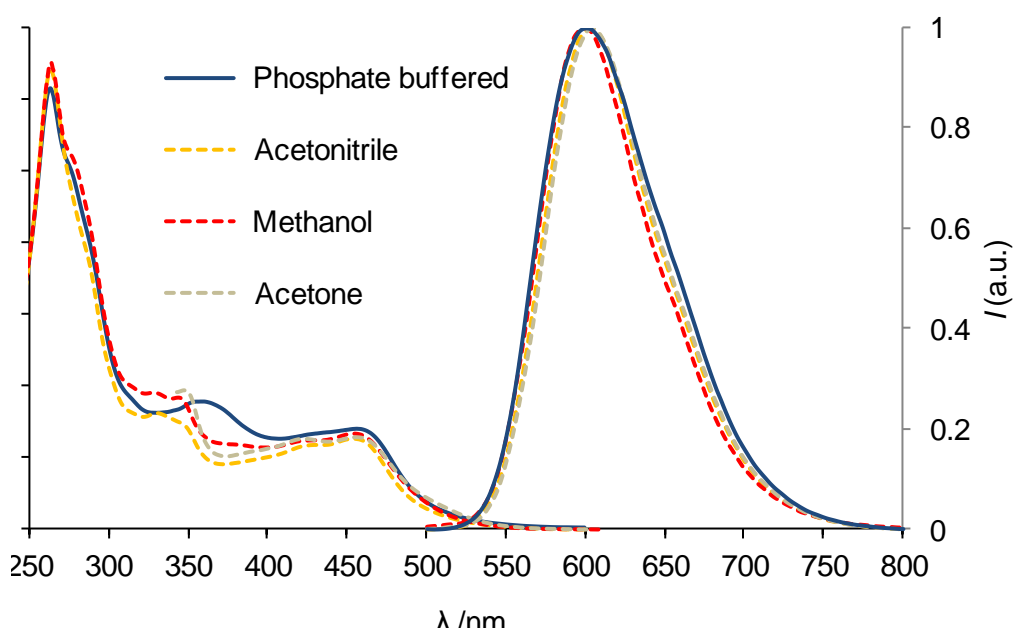 1
Phosphate buffered
0.8
Acetonitrile
Methanol
0.6
Acetone
I (a.u.)
0.4
0.2
0
250 300 350 400 450 500 550 600 650 700 750 800
λ /nm